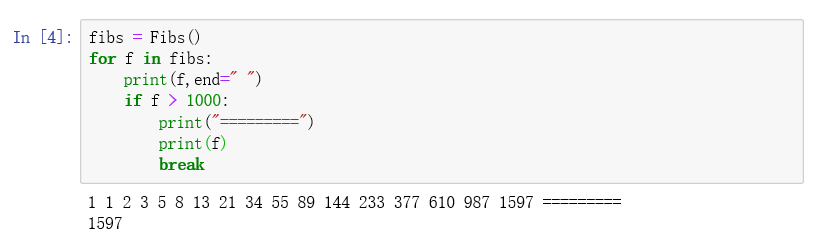 In [4]: fibs = Fibs()
for f in fibs:
    print(f,end=" ")
    if f > 1000:
        print("=========")
        print(f)
        break
1 1 2 3 5 8 13 21 34 55 89 144 233 377 610 987 1597 =========
1597